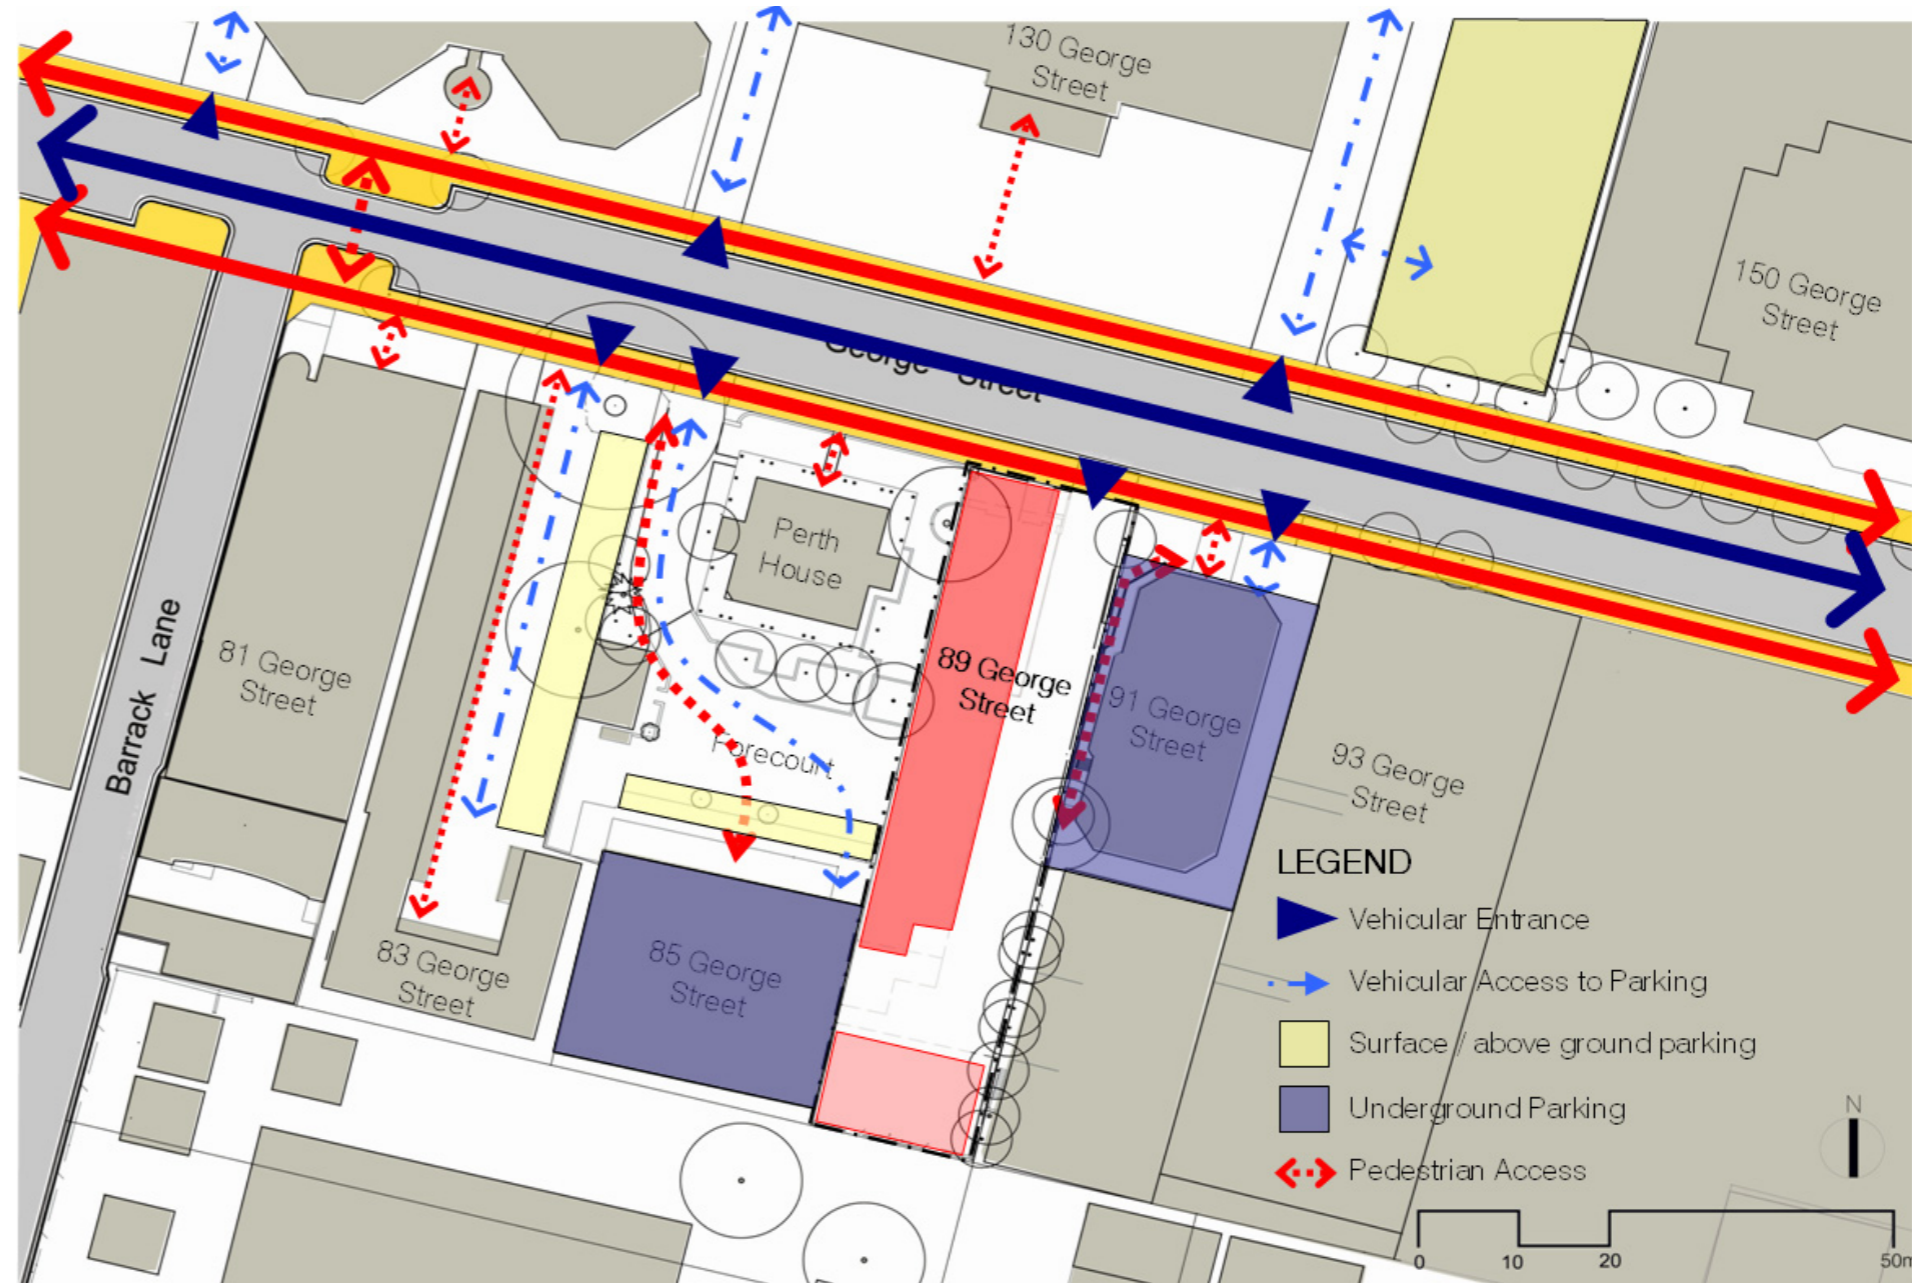 130 George
Street
150 George
Street
George Street
Perth
House
81 George
Street
Barrack Lane
89 George
Street
91 George
Street
Forecourt
93 George
Street
83 George
Street
85 George
Street
LEGEND
Vehicular Entrance
Vehicular Access to Parking
Surface / above ground parking
Underground Parking
Pedestrian Access
N
0 10 20 50m